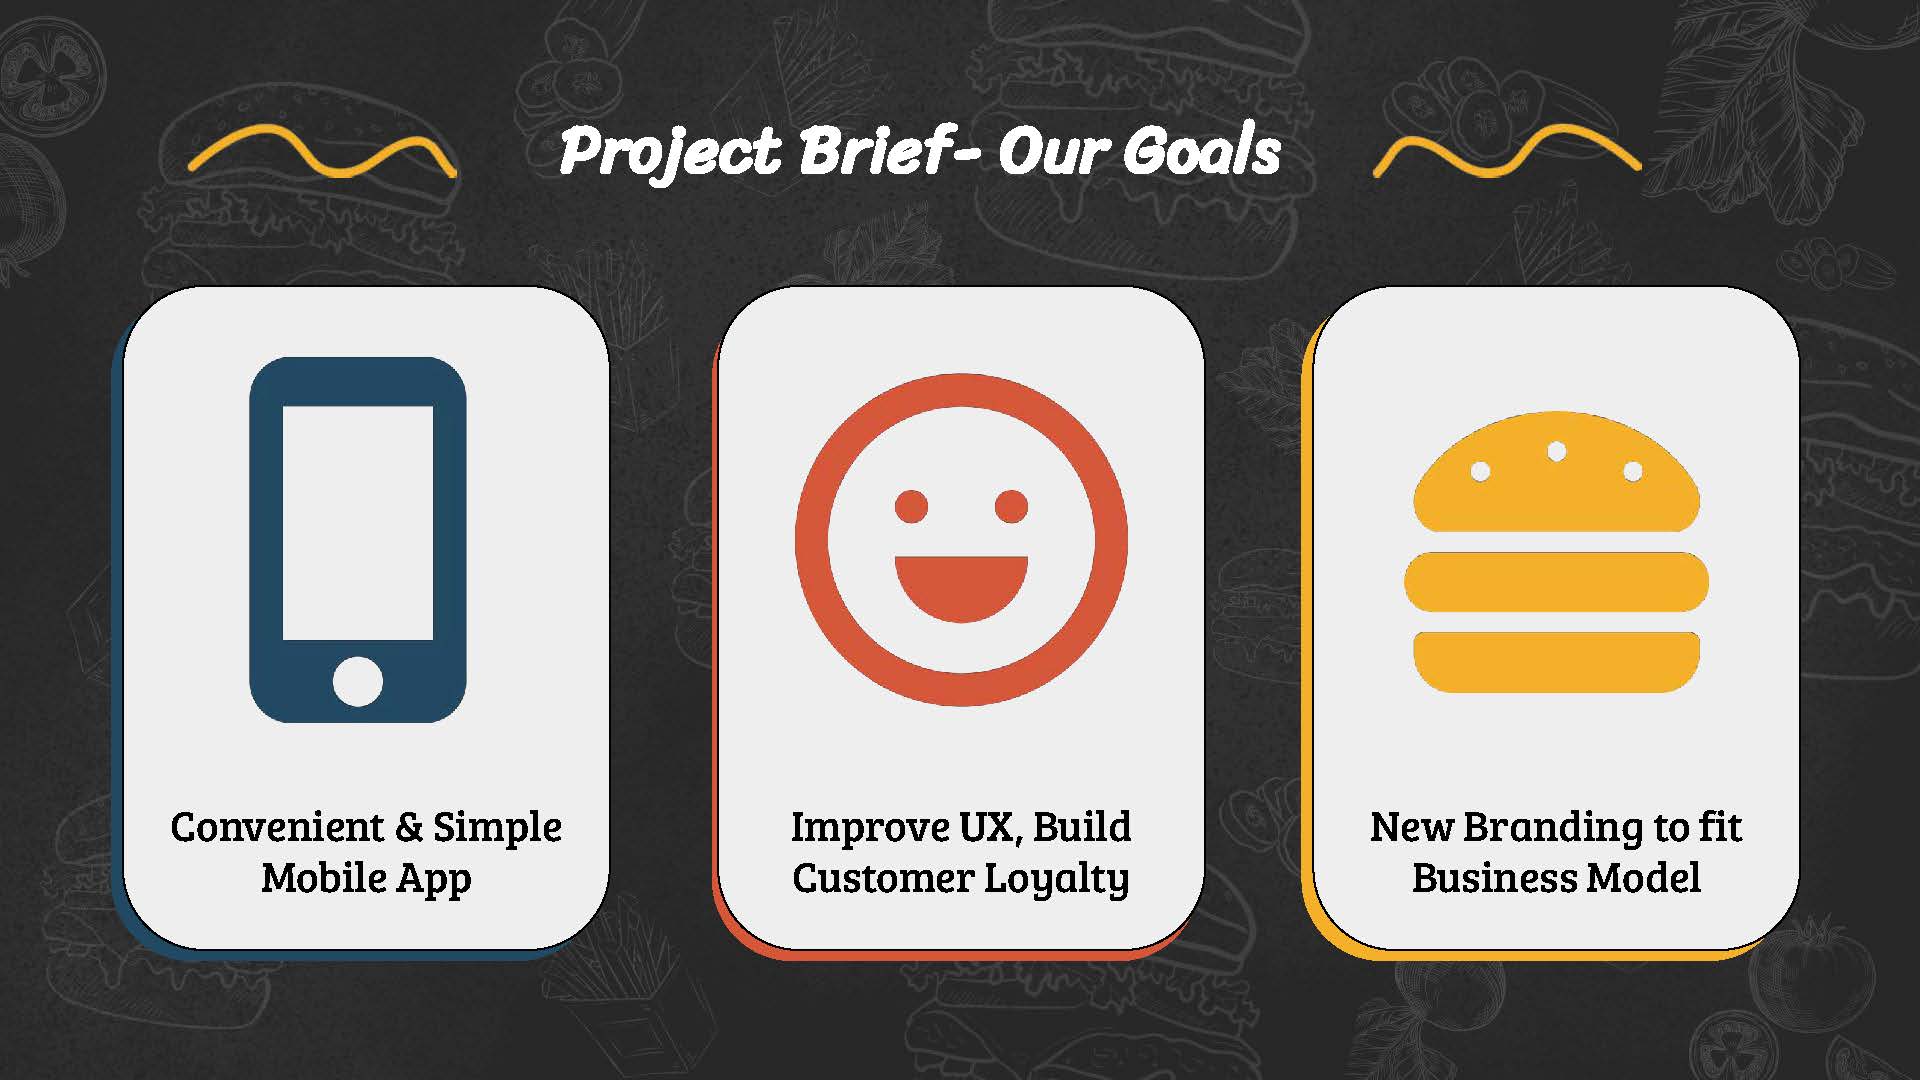 Project Brief- Our Goals
Convenient & Simple
Mobile App
Improve UX, Build
Customer Loyalty
New Branding to fit
Business Model